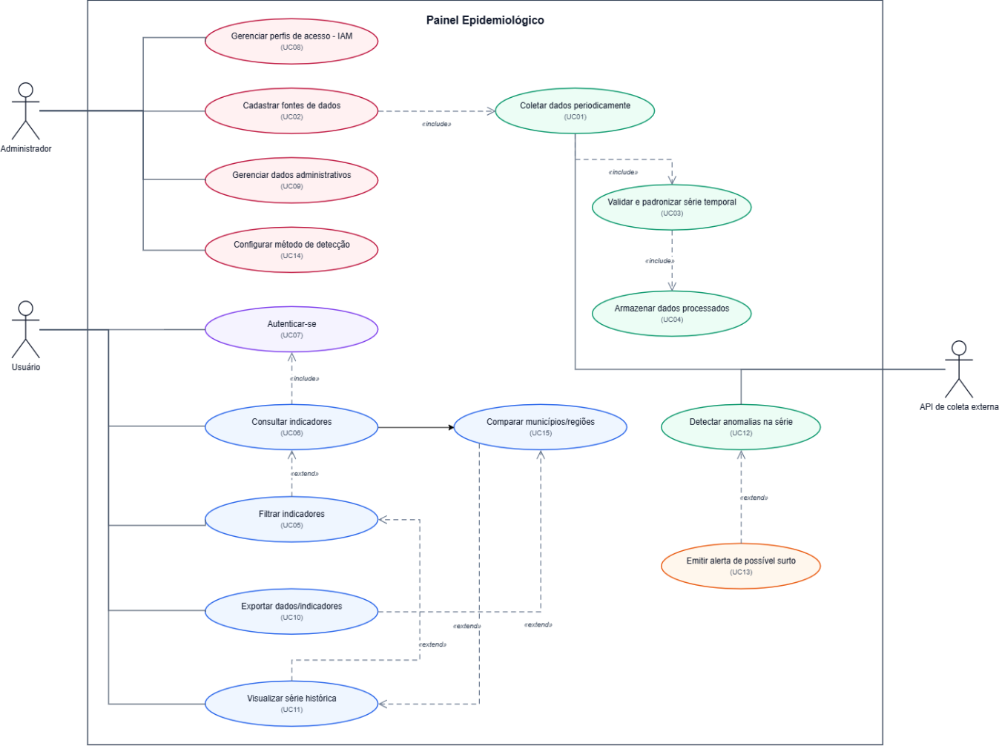 Painel Epidemiológico
Gerenciar perfis de acesso - IAM
(UC08)
Administrador
Cadastrar fontes de dados
(UC02)
«include»
Coletar dados periodicamente
(UC01)
«include»
Gerenciar dados administrativos
(UC09)
Validar e padronizar série temporal
(UC03)
Configurar método de detecção
(UC14)
«include»
Armazenar dados processados
(UC04)
Usuário
Autenticar-se
(UC07)
«include»
API de coleta externa
Consultar indicadores
(UC06)
Comparar municípios/regiões
(UC15)
Detectar anomalias na série
(UC12)
«extend»
«extend»
Filtrar indicadores
(UC05)
Emitir alerta de possível surto
(UC13)
Exportar dados/indicadores
(UC10)
«extend»
«extend»
«extend»
Visualizar série histórica
(UC11)